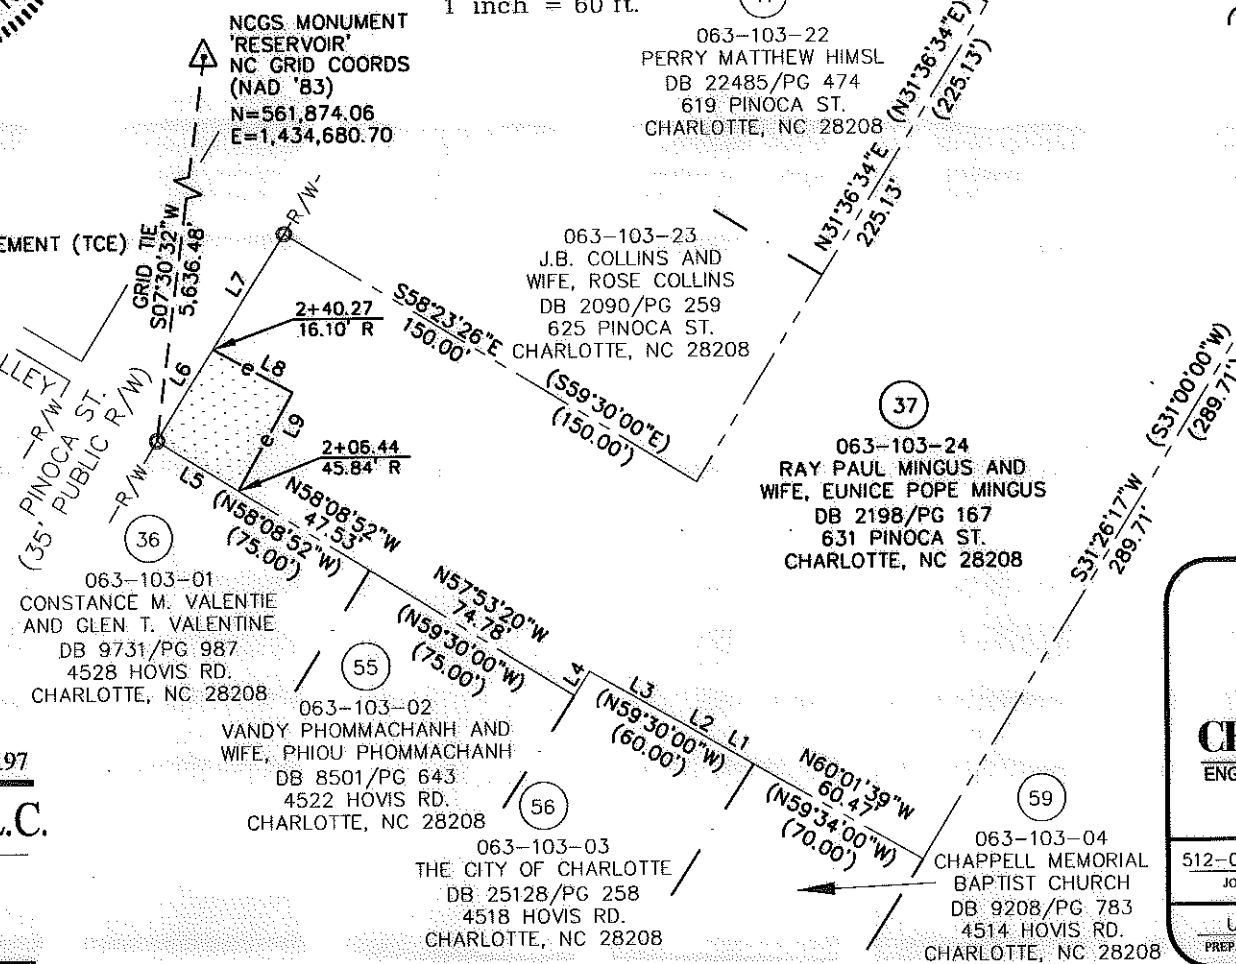 1 inch = 60 ft.
NCGS MONUMENT
'RESERVOIR'
NC GRID COORDS
(NAD '83)
N=561,874.06
E=1,434,680.70
063-103-22
PERRY MATTHEW HIMSL
DB 22485/PG 474
619 PINOCA ST.
CHARLOTTE, NC 28208
(N31°36'34"E)
(225.13')
N31°36'34"E
225.13'
EMENT (TCE)
GRID TIE
S07°30'32"W
5,636.48'
-R/W-
L7
2+40.27
16.10' R
063-103-23
J.B. COLLINS AND
WIFE, ROSE COLLINS
DB 2090/PG 259
625 PINOCA ST.
CHARLOTTE, NC 28208
S58°23'26"E
150.00'
(S59°30'00"E)
(150.00')
L6
L8
e
L9
e
2+06.44
45.84' R
L5
LLEY
-R/W
PINOCA ST.
(35' PUBLIC R/W)
-R/W
37
063-103-24
RAY PAUL MINGUS AND
WIFE, EUNICE POPE MINGUS
DB 2198/PG 167
631 PINOCA ST.
CHARLOTTE, NC 28208
(S31°00'00"W)
(289.71')
S31°26'17"W
289.71'
N58°08'52"W
47.53'
(N58°08'52"W)
(75.00')
36
063-103-01
CONSTANCE M. VALENTIE
AND GLEN T. VALENTINE
DB 9731/PG 987
4528 HOVIS RD.
CHARLOTTE, NC 28208
N57°53'20"W
74.78'
(N59°30'00"W)
(75.00')
55
063-103-02
VANDY PHOMMACHANH AND
WIFE, PHIOU PHOMMACHANH
DB 8501/PG 643
4522 HOVIS RD.
CHARLOTTE, NC 28208
L4
L3
L2
L1
(N59°30'00"W)
(60.00')
56
063-103-03
THE CITY OF CHARLOTTE
DB 25128/PG 258
4518 HOVIS RD.
CHARLOTTE, NC 28208
N60°01'39"W
60.47'
(N59°34'00"W)
(70.00')
59
063-103-04
CHAPPELL MEMORIAL
BAPTIST CHURCH
DB 9208/PG 783
4514 HOVIS RD.
CHARLOTTE, NC 28208
97
L.C.
ENG
512-0
JO
PREP